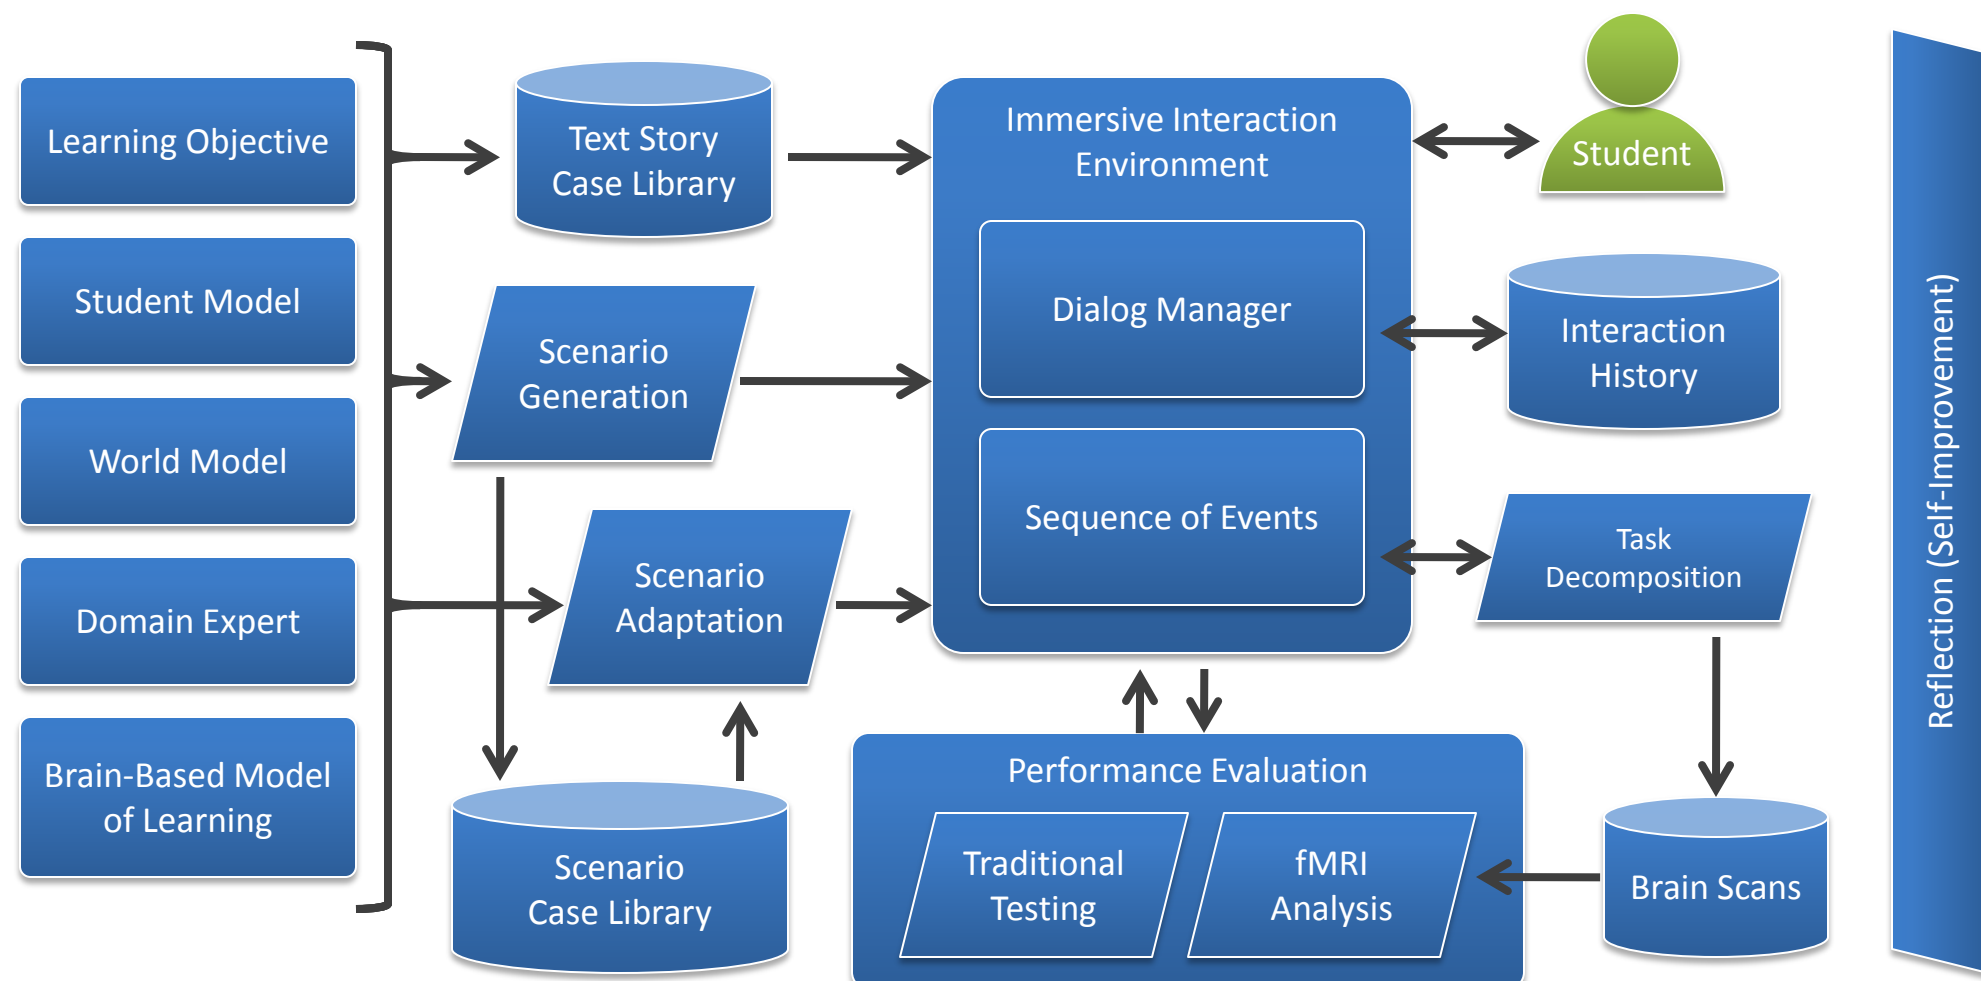 Learning Objective
Student Model
World Model
Domain Expert
Brain-Based Model
of Learning
Text Story
Case Library
Scenario
Generation
Scenario
Adaptation
Scenario
Case Library
Immersive Interaction
Environment
Dialog Manager
Sequence of Events
Performance Evaluation
Traditional
Testing
fMRI
Analysis
Student
Interaction
History
Task
Decomposition
Brain Scans
Reflection (Self-Improvement)